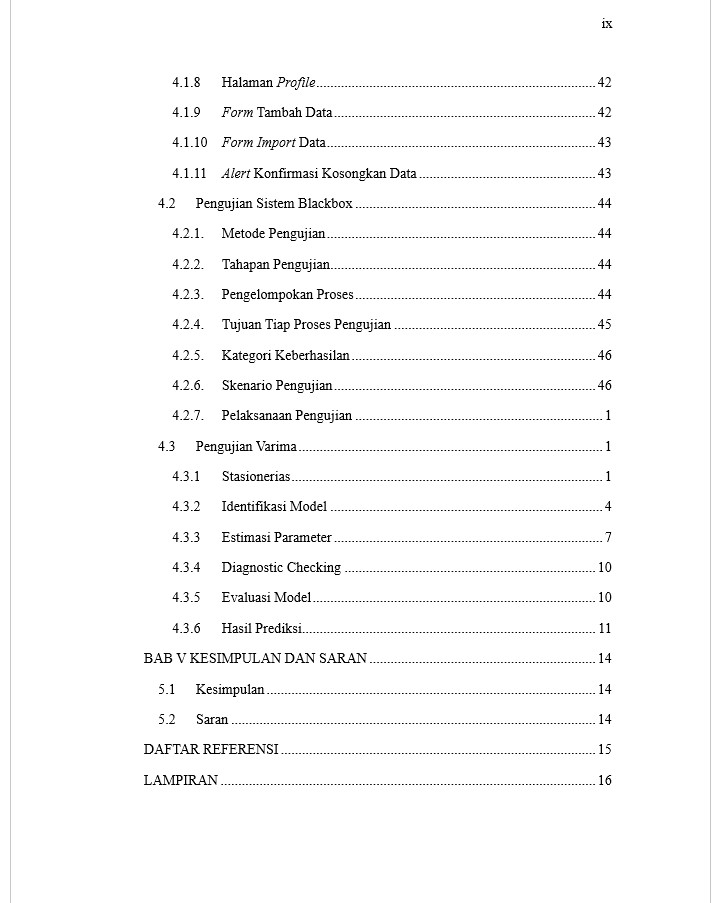 ix
4.1.8 Halaman Profile 42
4.1.9 Form Tambah Data 42
4.1.10 Form Import Data 43
4.1.11 Alert Konfirmasi Kosongkan Data 43
4.2 Pengujian Sistem Blackbox 44
4.2.1. Metode Pengujian 44
4.2.2. Tahapan Pengujian 44
4.2.3. Pengelompokan Proses 44
4.2.4. Tujuan Tiap Proses Pengujian 45
4.2.5. Kategori Keberhasilan 46
4.2.6. Skenario Pengujian 46
4.2.7. Pelaksanaan Pengujian 1
4.3 Pengujian Varima 1
4.3.1 Stasionerias 1
4.3.2 Identifikasi Model 4
4.3.3 Estimasi Parameter 7
4.3.4 Diagnostic Checking 10
4.3.5 Evaluasi Model 10
4.3.6 Hasil Prediksi 11
BAB V KESIMPULAN DAN SARAN 14
5.1 Kesimpulan 14
5.2 Saran 14
DAFTAR REFERENSI 15
LAMPIRAN 16